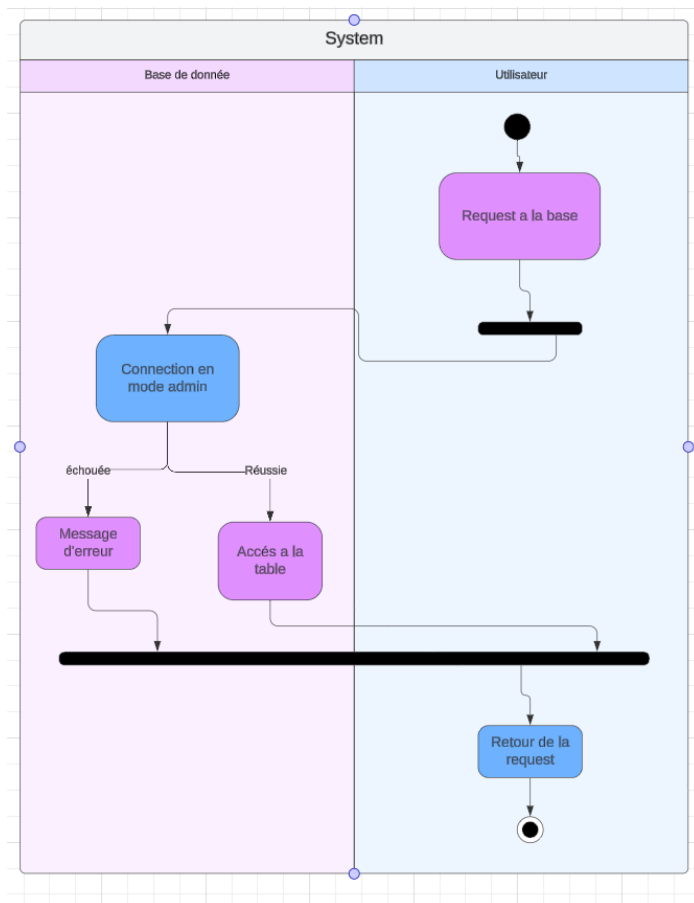 System
Base de donnée
Utilisateur
Request a la base
Connection en
mode admin
échouée
Réussie
Message
d'erreur
Accés a la
table
Retour de la
request